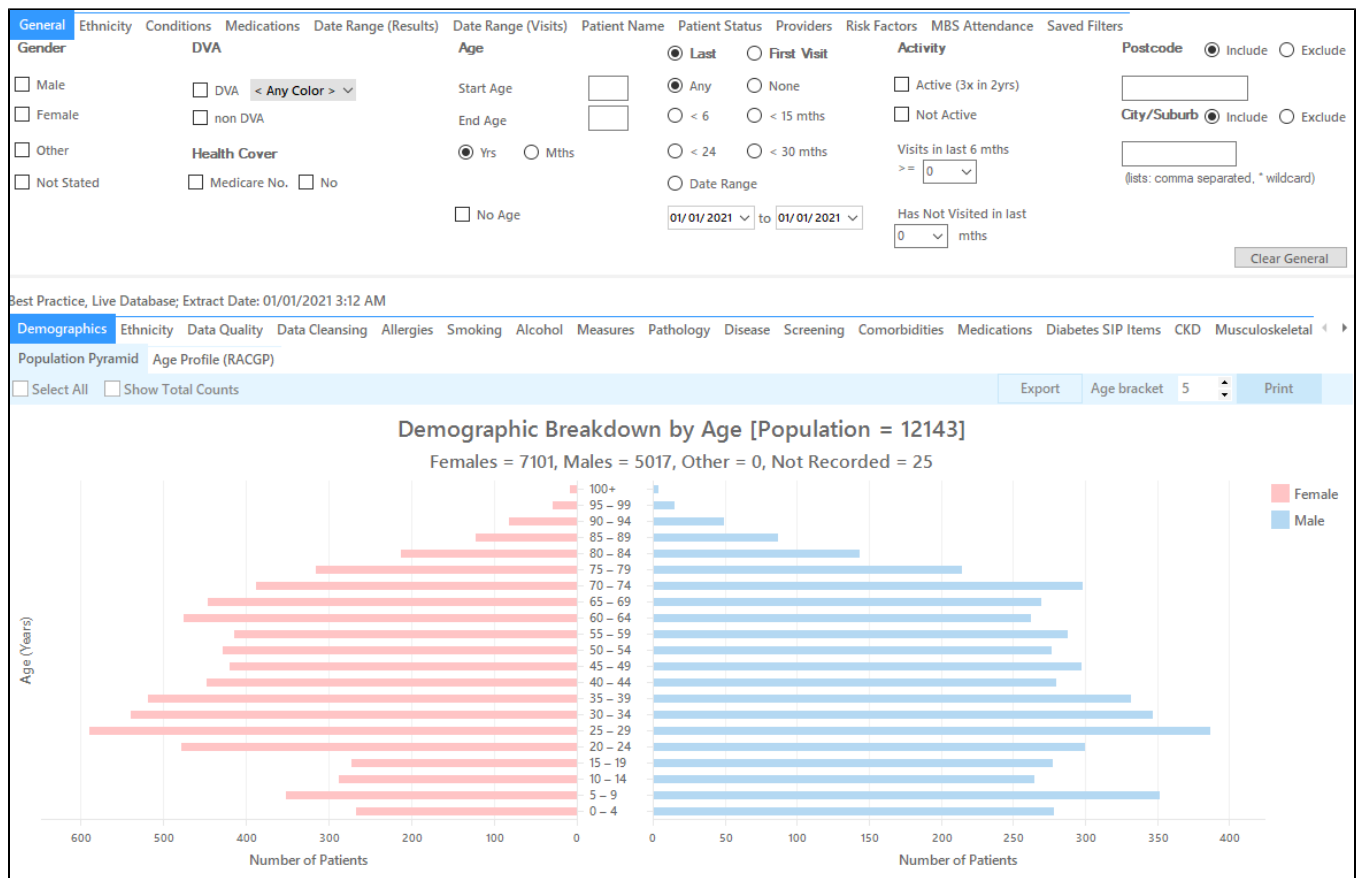 General Ethnicity Conditions Medications Date Range (Results) Date Range (Visits) Patient Name Patient Status Providers Risk Factors MBS Attendance Saved Filters
Gender DVA Age Last First Visit Activity Postcode Include Exclude
Male DVA < Any Color > Start Age Any None Active (3x in 2yrs)
Female non DVA End Age < 6 < 15 mths Not Active City/Suburb Include Exclude
Other Health Cover Yrs Mths < 24 < 30 mths Visits in last 6 mths
>= 0
Not Stated Medicare No. No Date Range (lists: comma separated, * wildcard)
No Age 01/01/2021 to 01/01/2021 Has Not Visited in last
0 mths
Clear General
Best Practice, Live Database; Extract Date: 01/01/2021 3:12 AM
Demographics Ethnicity Data Quality Data Cleansing Allergies Smoking Alcohol Measures Pathology Disease Screening Comorbidities Medications Diabetes SIP Items CKD Musculoskeletal
Population Pyramid Age Profile (RACGP)
Select All Show Total Counts Export Age bracket 5 Print
Demographic Breakdown by Age [Population = 12143]
Females = 7101, Males = 5017, Other = 0, Not Recorded = 25
Female
Male
Age (Years)
100+
95 – 99
90 – 94
85 – 89
80 – 84
75 – 79
70 – 74
65 – 69
60 – 64
55 – 59
50 – 54
45 – 49
40 – 44
35 – 39
30 – 34
25 – 29
20 – 24
15 – 19
10 – 14
5 – 9
0 – 4
600 500 400 300 200 100 0 0 50 100 150 200 250 300 350 400
Number of Patients Number of Patients